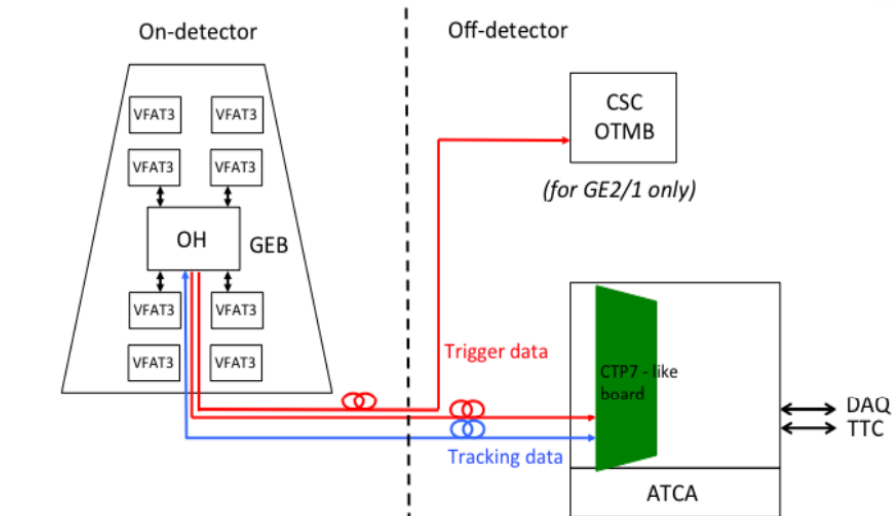 On-detector
Off-detector
VFAT3 VFAT3
VFAT3 VFAT3
OH
GEB
VFAT3 VFAT3
VFAT3 VFAT3
CSC
OTMB
(for GE2/1 only)
Trigger data
CTP7 - like
board
Tracking data
DAQ
TTC
ATCA